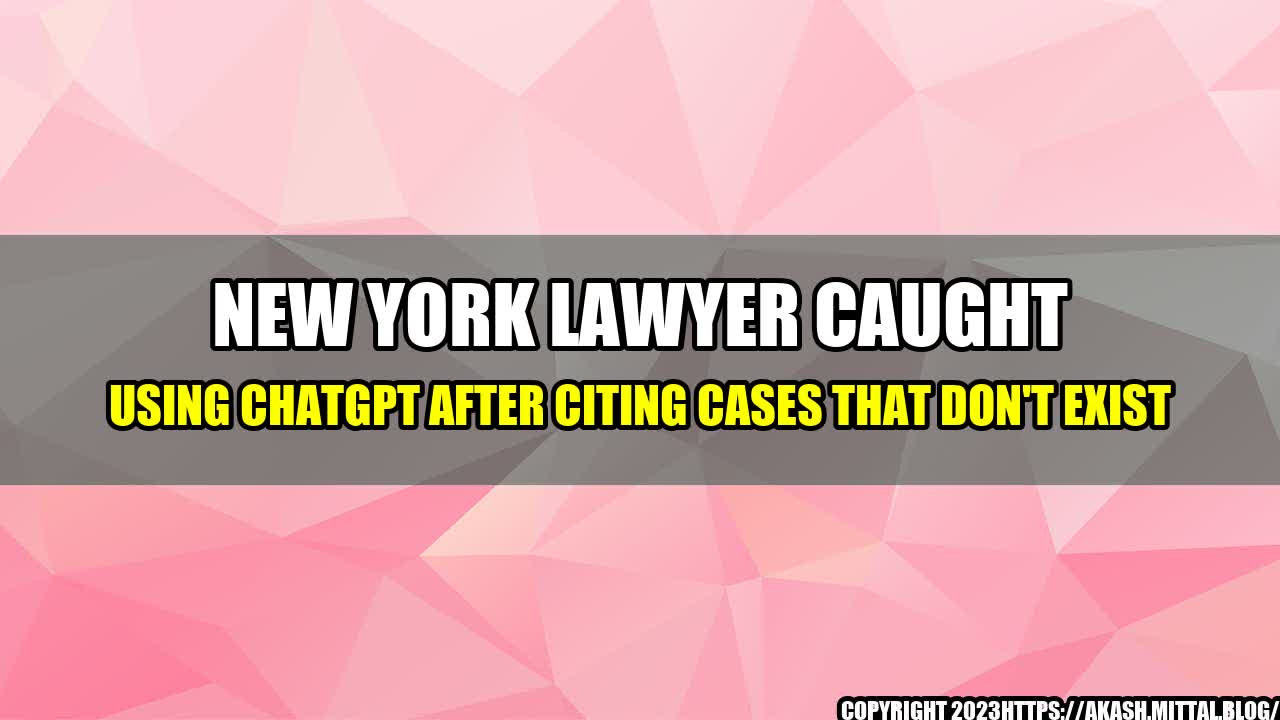 NEW YORK LAWYER CAUGHT
USING CHATGPT AFTER CITING CASES THAT DON'T EXIST
COPYRIGHT 2023HTTPS://AKASH.MITTAL.BLOG/